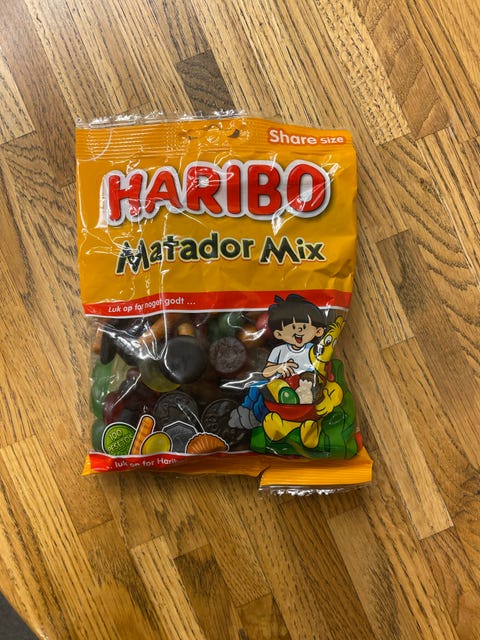 Share size
HARIBO
Matador Mix
Luk op for noget godt ...
... luk op for Hari